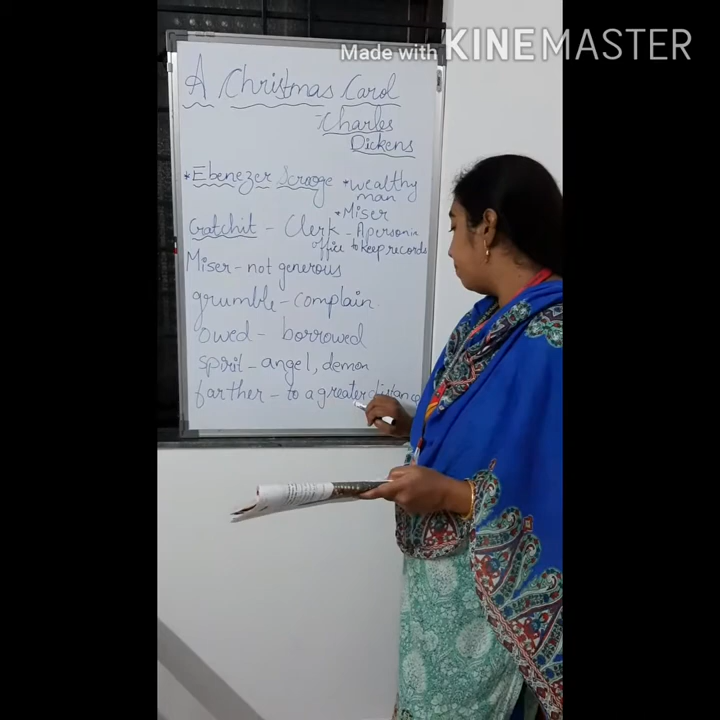 Made with KINEMASTER
A Christmas Carol
-Charles
Dickens
*Ebenezer Scrooge *wealthy
man
*Miser
Cratchit - Clerk - A person in
office to keep records
Miser - not generous
grumble - complain.
owed - borrowed
spirit - angel, demon
farther - to a greater distance